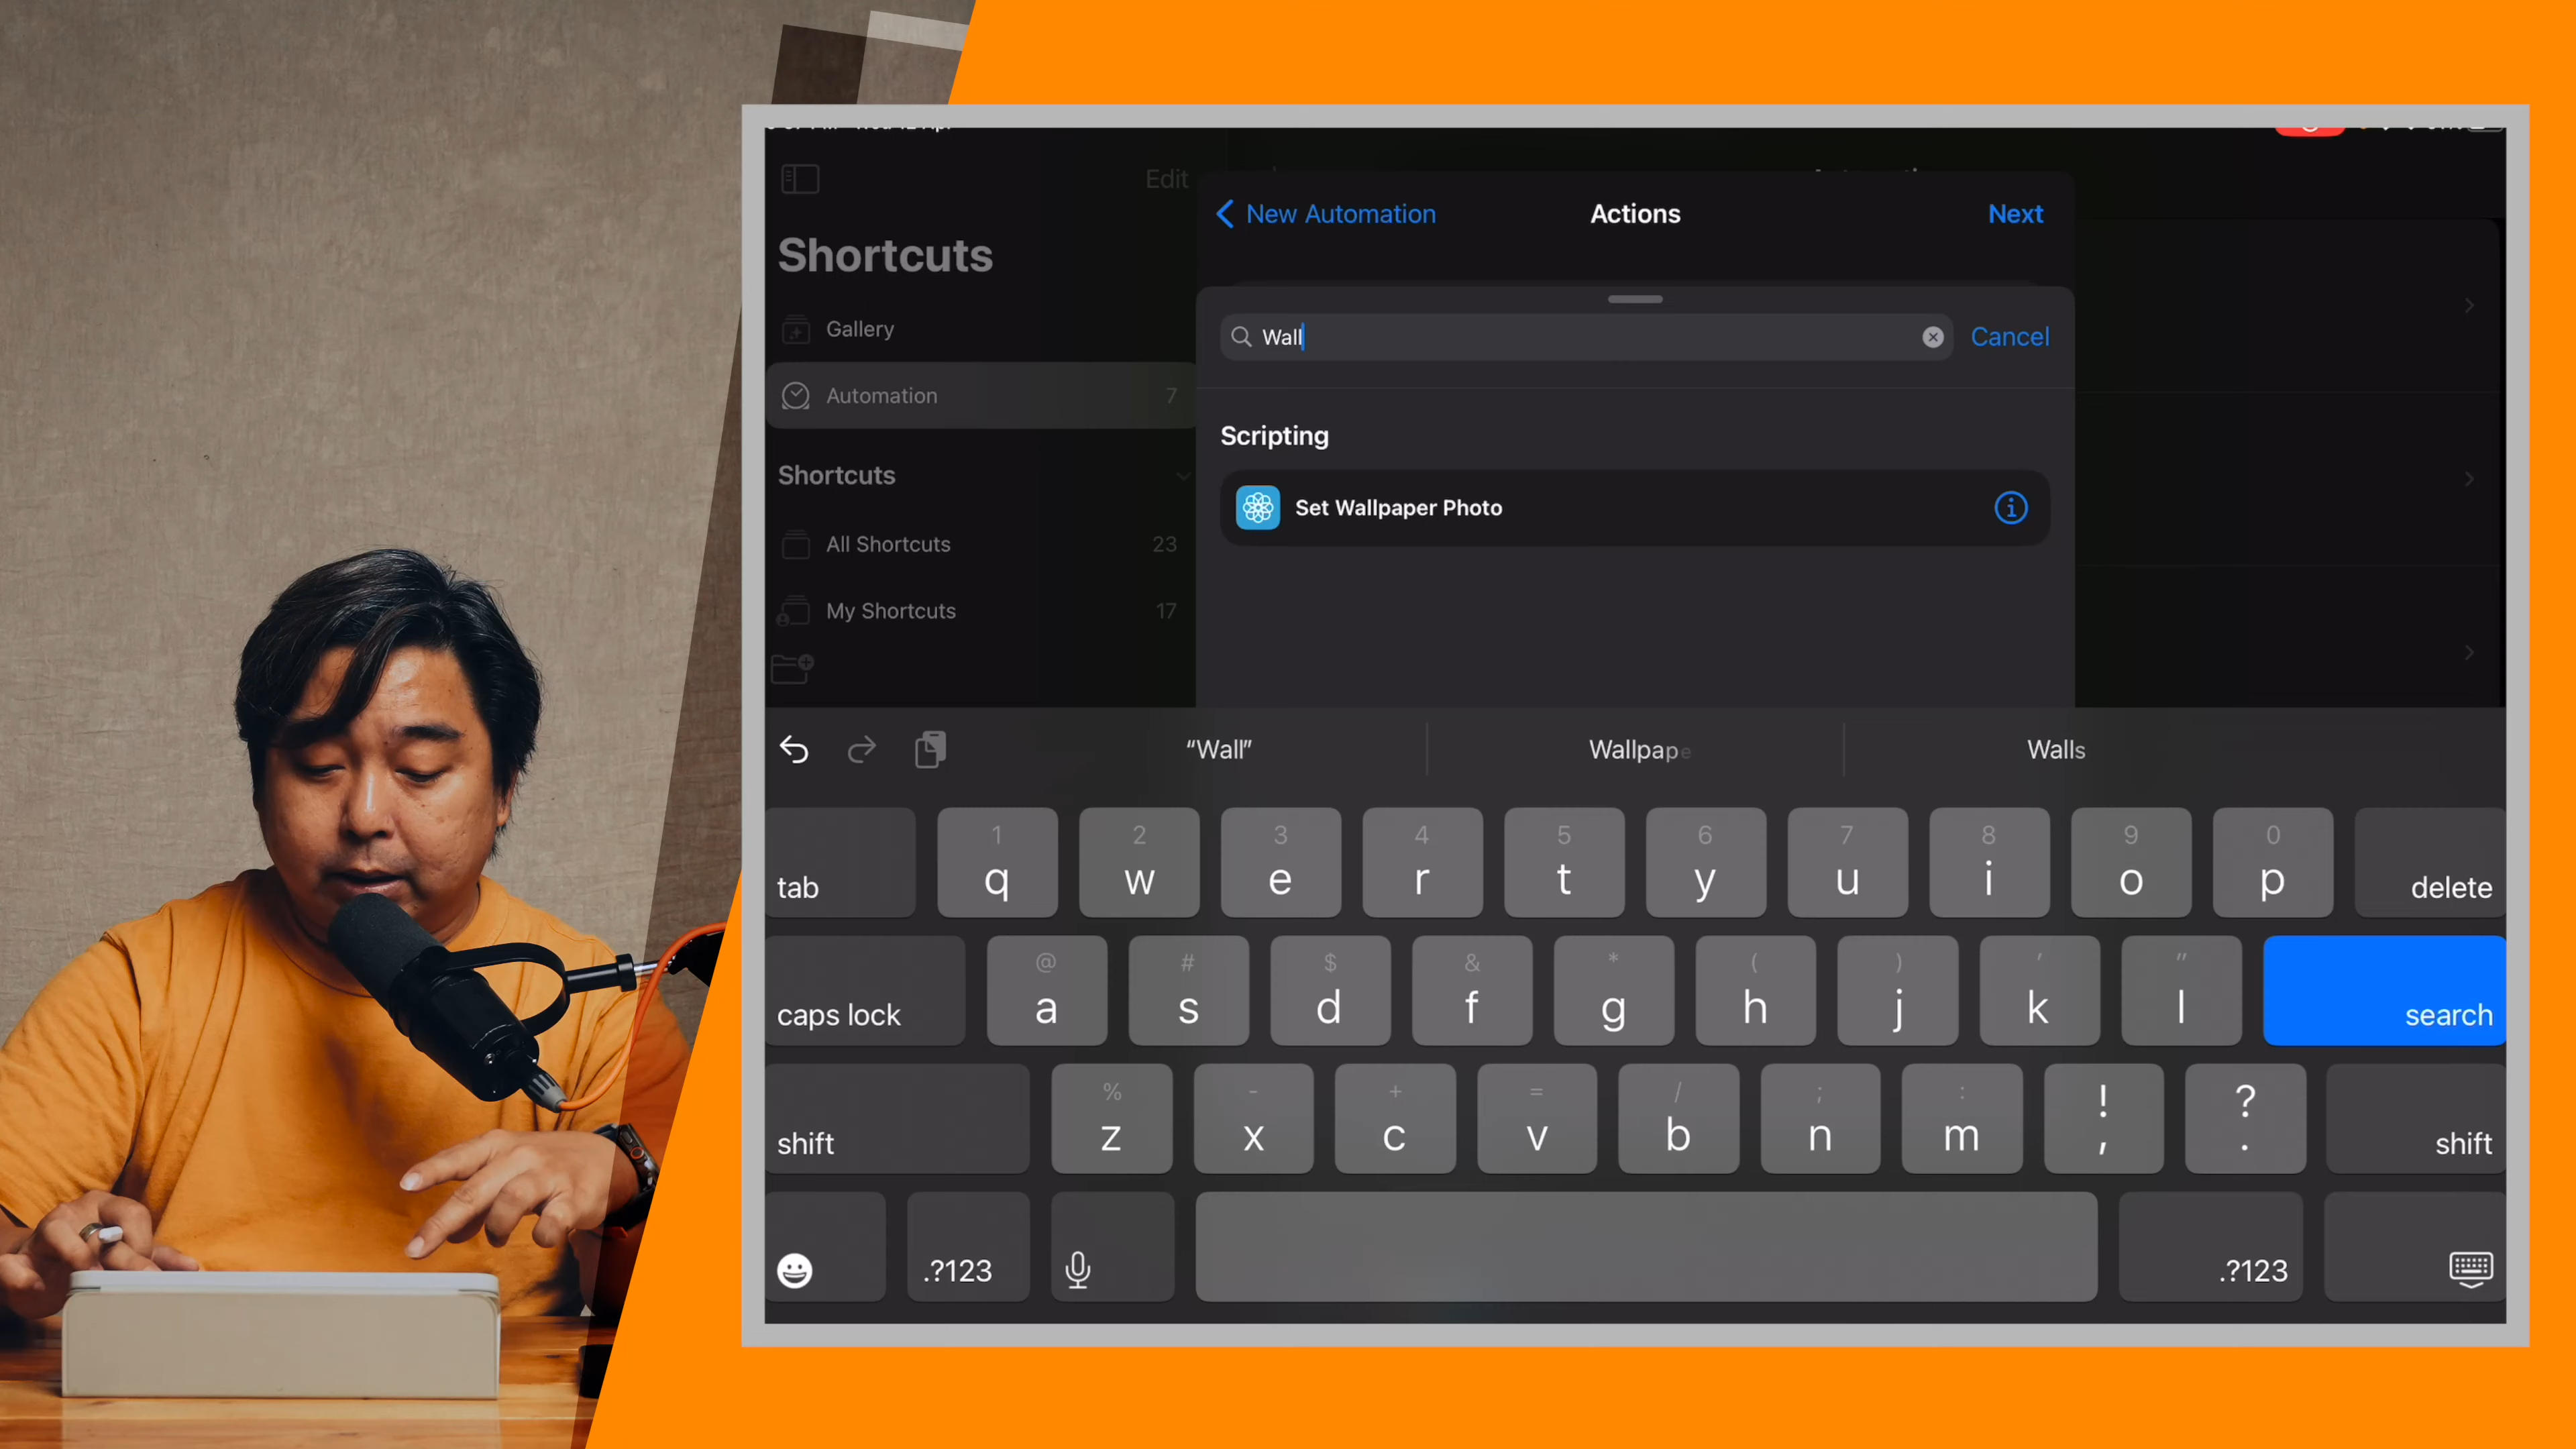 Edit
New Automation
Actions
Next
Shortcuts
Gallery
Wall
Cancel
Automation 7
Scripting
Shortcuts
Set Wallpaper Photo
All Shortcuts 23
My Shortcuts 17
“Wall”
Wallpape
Walls
tab
1 2 3 4 5 6 7 8 9 0
q w e r t y u i o p
delete
@ # $ & * ( ) ' "
caps lock
a s d f g h j k l
search
% - + = / ; : ! ?
shift
z x c v b n m , .
shift
.?123
.?123